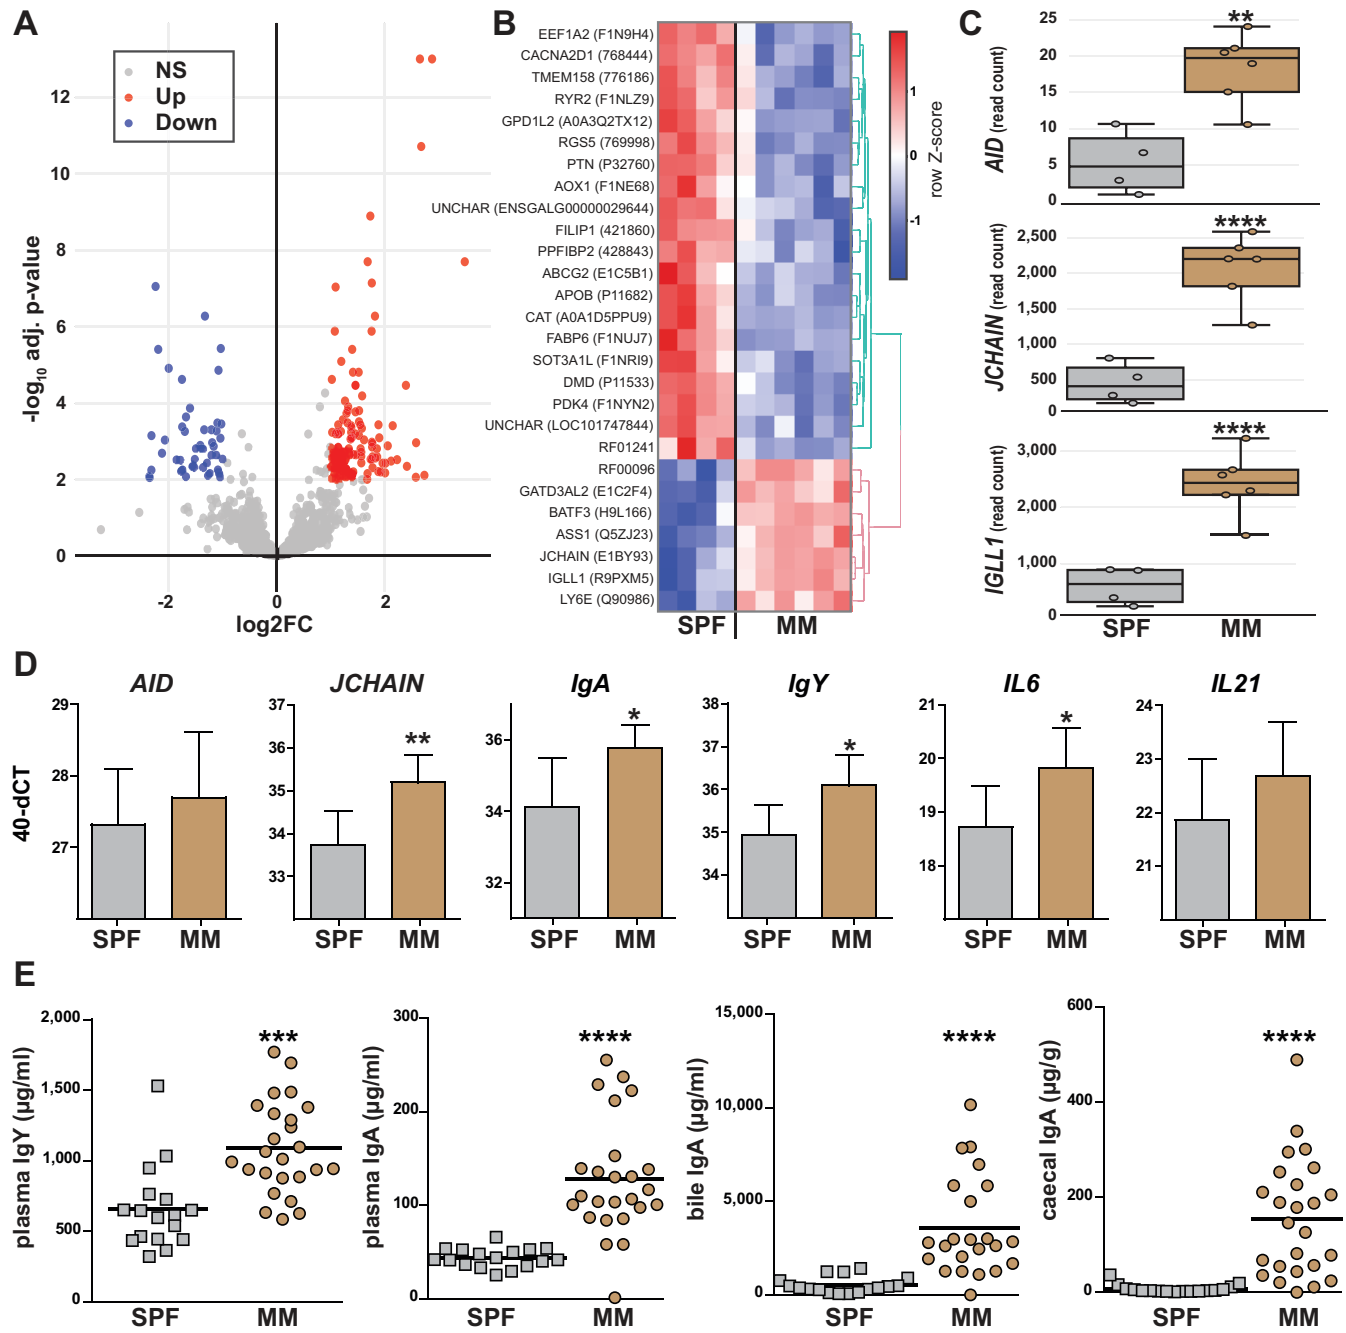 A
NS
Up
Down
12
10
8
6
4
2
0
-log10 adj. p-value
-2
0
2
log2FC
B
EEF1A2 (F1N9H4)
CACNA2D1 (768444)
TMEM158 (776186)
RYR2 (F1NLZ9)
GPD1L2 (A0A3Q2TX12)
RGS5 (769998)
PTN (P32760)
AOX1 (F1NE68)
UNCHAR (ENSGALG00000029644)
FILIP1 (421860)
PPFIBP2 (428843)
ABCG2 (E1C5B1)
APOB (P11682)
CAT (A0A1D5PPU9)
FABP6 (F1NUJ7)
SOT3A1L (F1NRI9)
DMD (P11533)
PDK4 (F1NYN2)
UNCHAR (LOC101747844)
RF01241
RF00096
GATD3AL2 (E1C2F4)
BATF3 (H9L166)
ASS1 (Q5ZJ23)
JCHAIN (E1BY93)
IGLL1 (R9PXM5)
LY6E (Q90986)
SPF MM
1
0
-1
row Z-score
C
25
20
15
10
5
0
AID (read count)
**
2,500
2,000
1,500
1,000
500
0
JCHAIN (read count)
****
3,000
2,000
1,000
0
IGLL1 (read count)
****
SPF MM
D
40-dCT
AID
29
28
27
SPF MM
JCHAIN
37
36
35
34
33
**
SPF MM
IgA
36
34
32
*
SPF MM
IgY
38
37
36
35
34
*
SPF MM
IL6
21
20
19
18
*
SPF MM
IL21
24
23
22
21
SPF MM
E
plasma IgY (µg/ml)
2,000
1,500
1,000
500
0
***
SPF MM
plasma IgA (µg/ml)
300
200
100
0
****
SPF MM
bile IgA (µg/ml)
15,000
10,000
5,000
0
****
SPF MM
caecal IgA (µg/g)
600
400
200
0
****
SPF MM